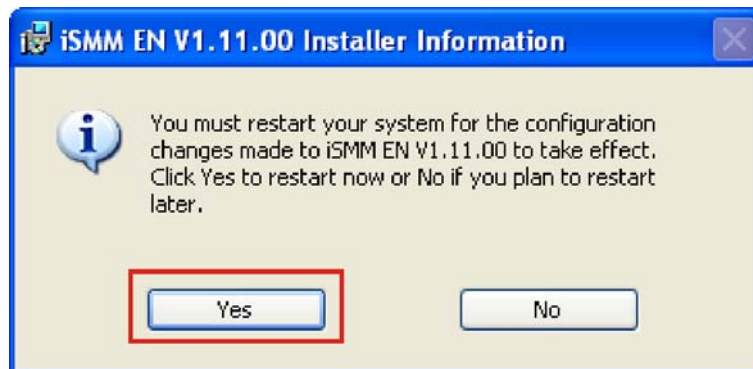 iSMM EN V1.11.00 Installer Information
You must restart your system for the configuration
changes made to iSMM EN V1.11.00 to take effect.
Click Yes to restart now or No if you plan to restart
later.
Yes
No